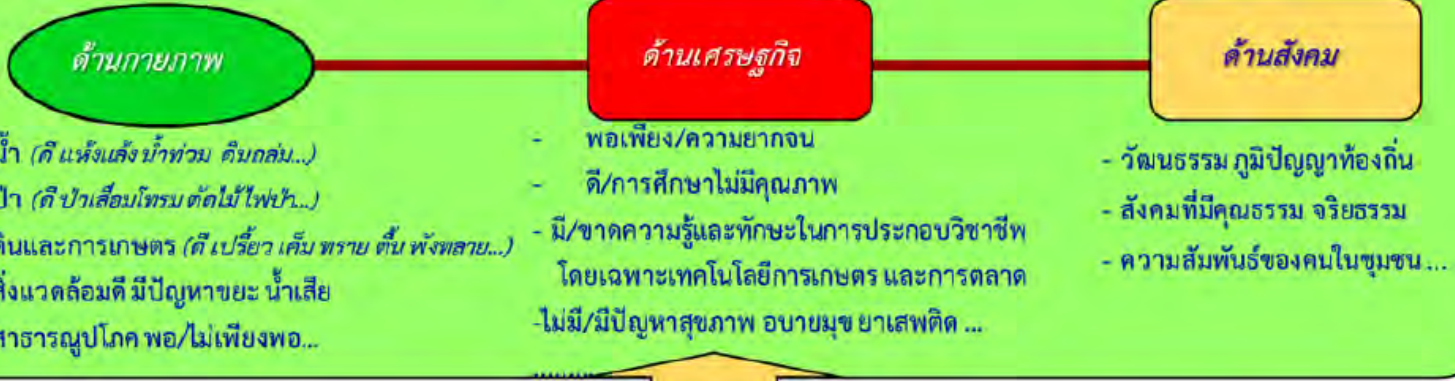 ด้านกายภาพ
น้ำ (ดี แห้งแล้ง น้ำท่วม ดินถล่ม...)
ป่า (ดี ป่าเสื่อมโทรม ตัดไม้ ไฟป่า...)
ดินและการเกษตร (ดี เปรี้ยว เค็ม ทราย ตื้น พังทลาย...)
สิ่งแวดล้อมดี มีปัญหาขยะ น้ำเสีย
สาธารณูปโภค พอ/ไม่เพียงพอ...
ด้านเศรษฐกิจ
- พอเพียง/ความยากจน
- ดี/การศึกษาไม่มีคุณภาพ
- มี/ขาดความรู้และทักษะในการประกอบวิชาชีพ
โดยเฉพาะเทคโนโลยีการเกษตร และการตลาด
-ไม่มี/มีปัญหาสุขภาพ อบายมุข ยาเสพติด ...
ด้านสังคม
- วัฒนธรรม ภูมิปัญญาท้องถิ่น
- สังคมที่มีคุณธรรม จริยธรรม
- ความสัมพันธ์ของคนในชุมชน ...